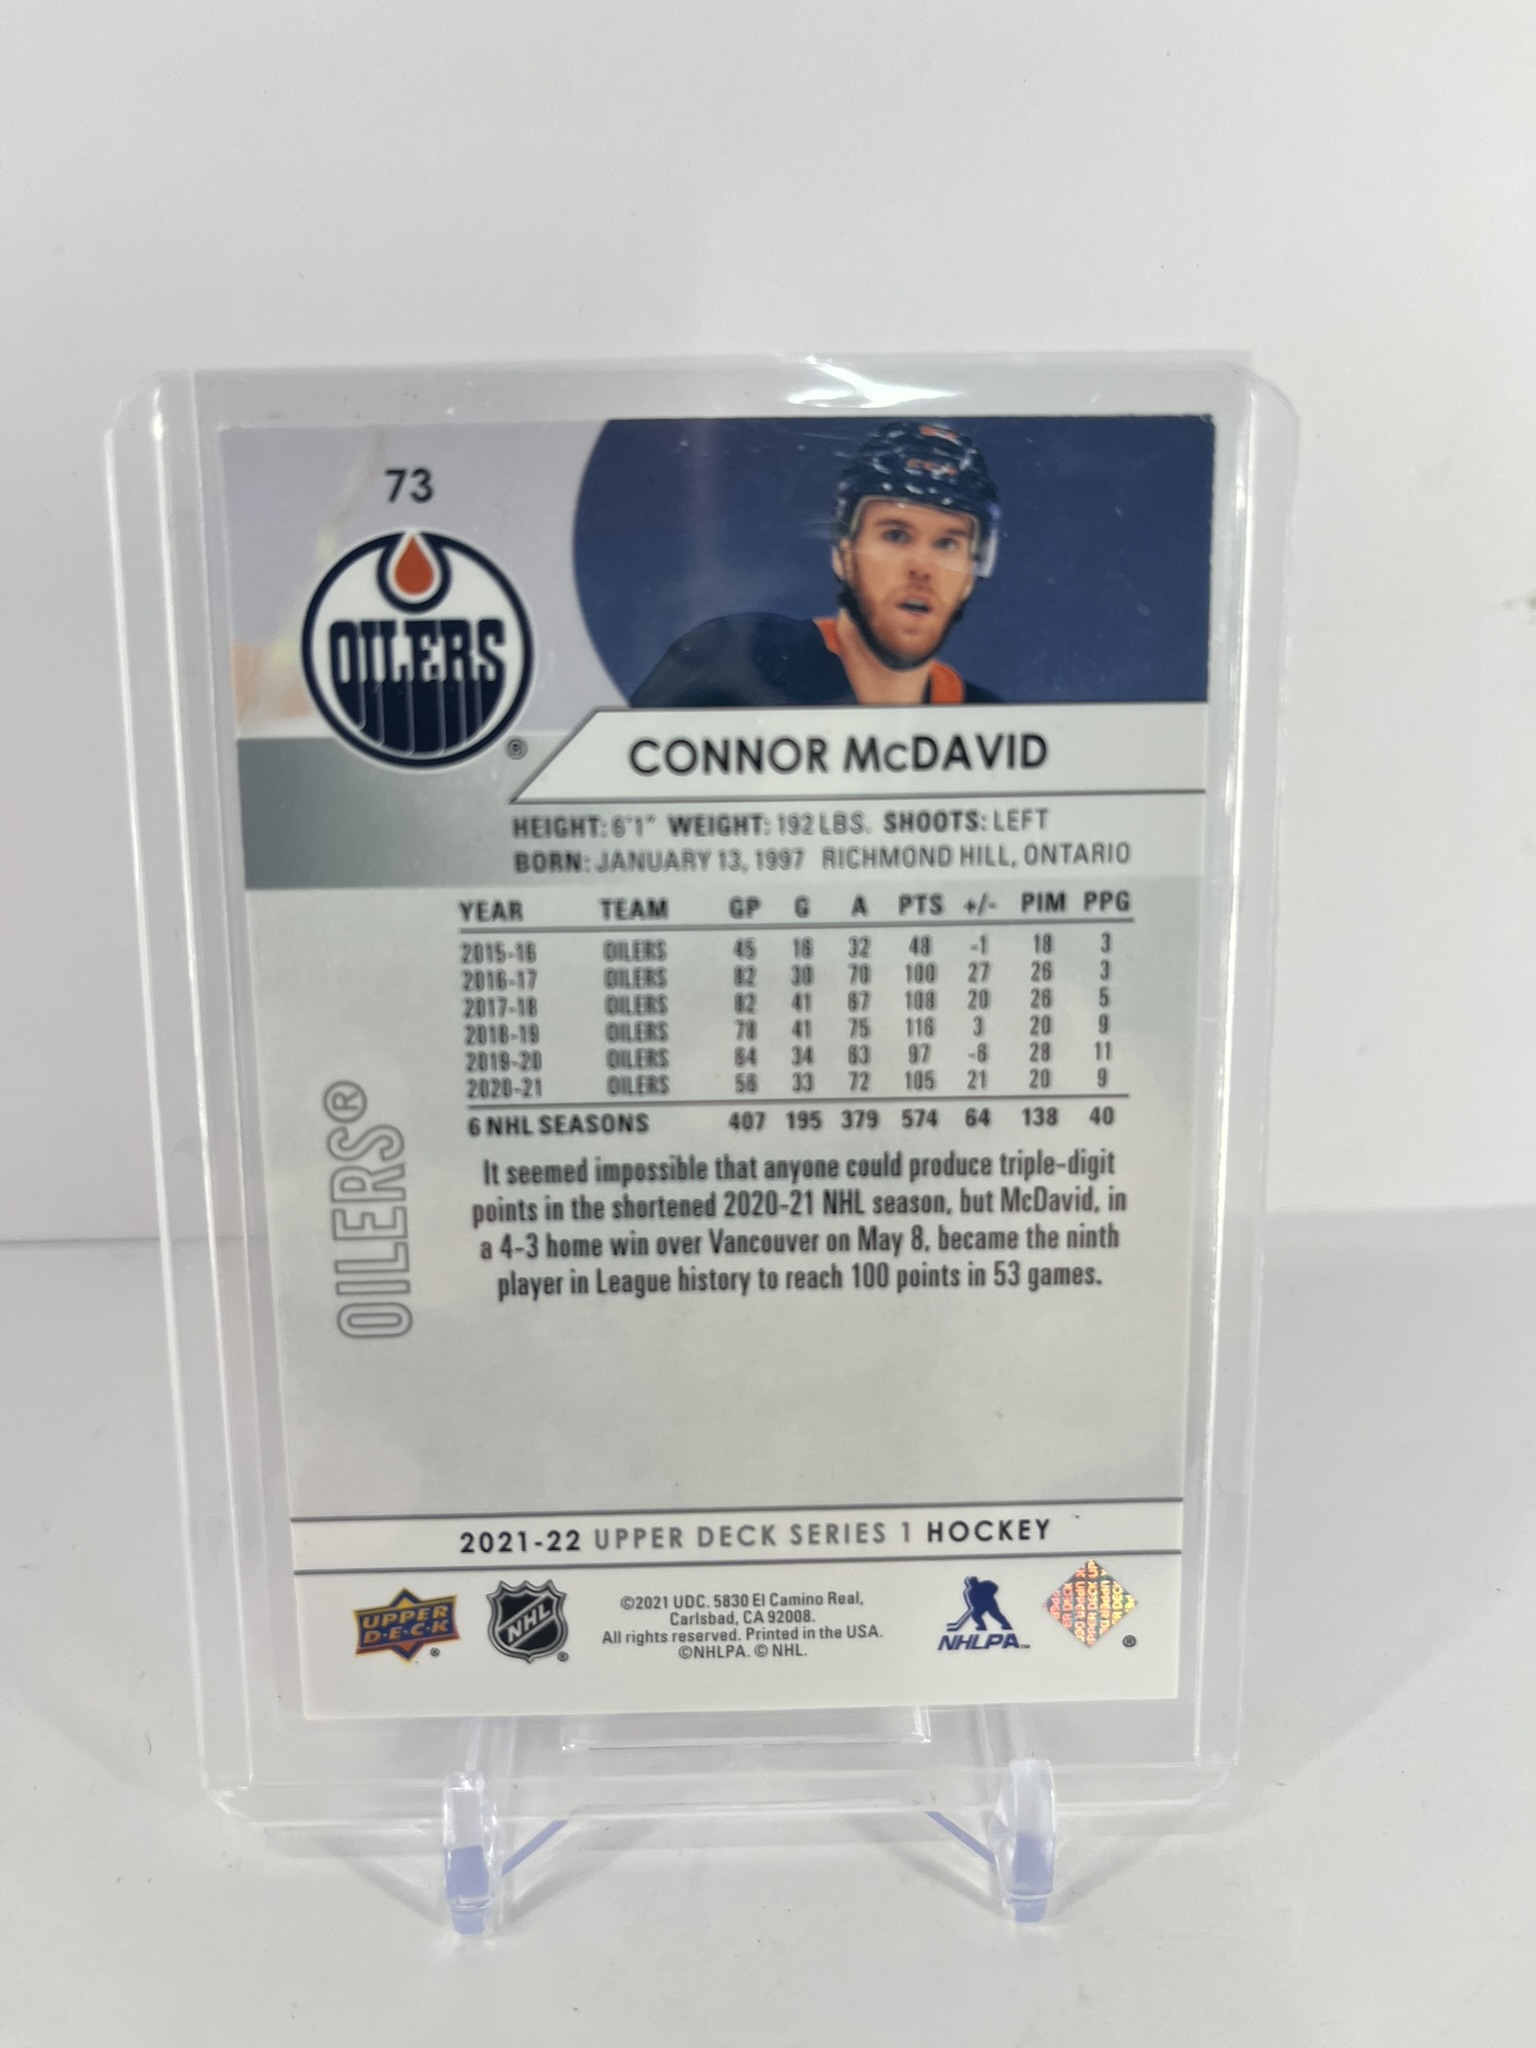 73
OILERS
®
CONNOR McDAVID
HEIGHT: 6'1" WEIGHT: 192 LBS. SHOOTS: LEFT
BORN: JANUARY 13, 1997 RICHMOND HILL, ONTARIO
YEAR TEAM GP G A PTS +/- PIM PPG
2015-16 OILERS 45 16 32 48 -1 18 3
2016-17 OILERS 82 30 70 100 27 26 3
2017-18 OILERS 82 41 67 108 20 26 5
2018-19 OILERS 78 41 75 116 3 20 9
2019-20 OILERS 64 34 63 97 -6 28 11
2020-21 OILERS 56 33 72 105 21 20 9
6 NHL SEASONS 407 195 379 574 64 138 40
OILERS®
It seemed impossible that anyone could produce triple-digit
points in the shortened 2020-21 NHL season, but McDavid, in
a 4-3 home win over Vancouver on May 8, became the ninth
player in League history to reach 100 points in 53 games.
2021-22 UPPER DECK SERIES 1 HOCKEY
UPPER
D·E·C·K
®
NHL
®
©2021 UDC. 5830 El Camino Real,
Carlsbad, CA 92008.
All rights reserved. Printed in the USA.
©NHLPA. © NHL.
NHLPA™
UPPER DECK
®